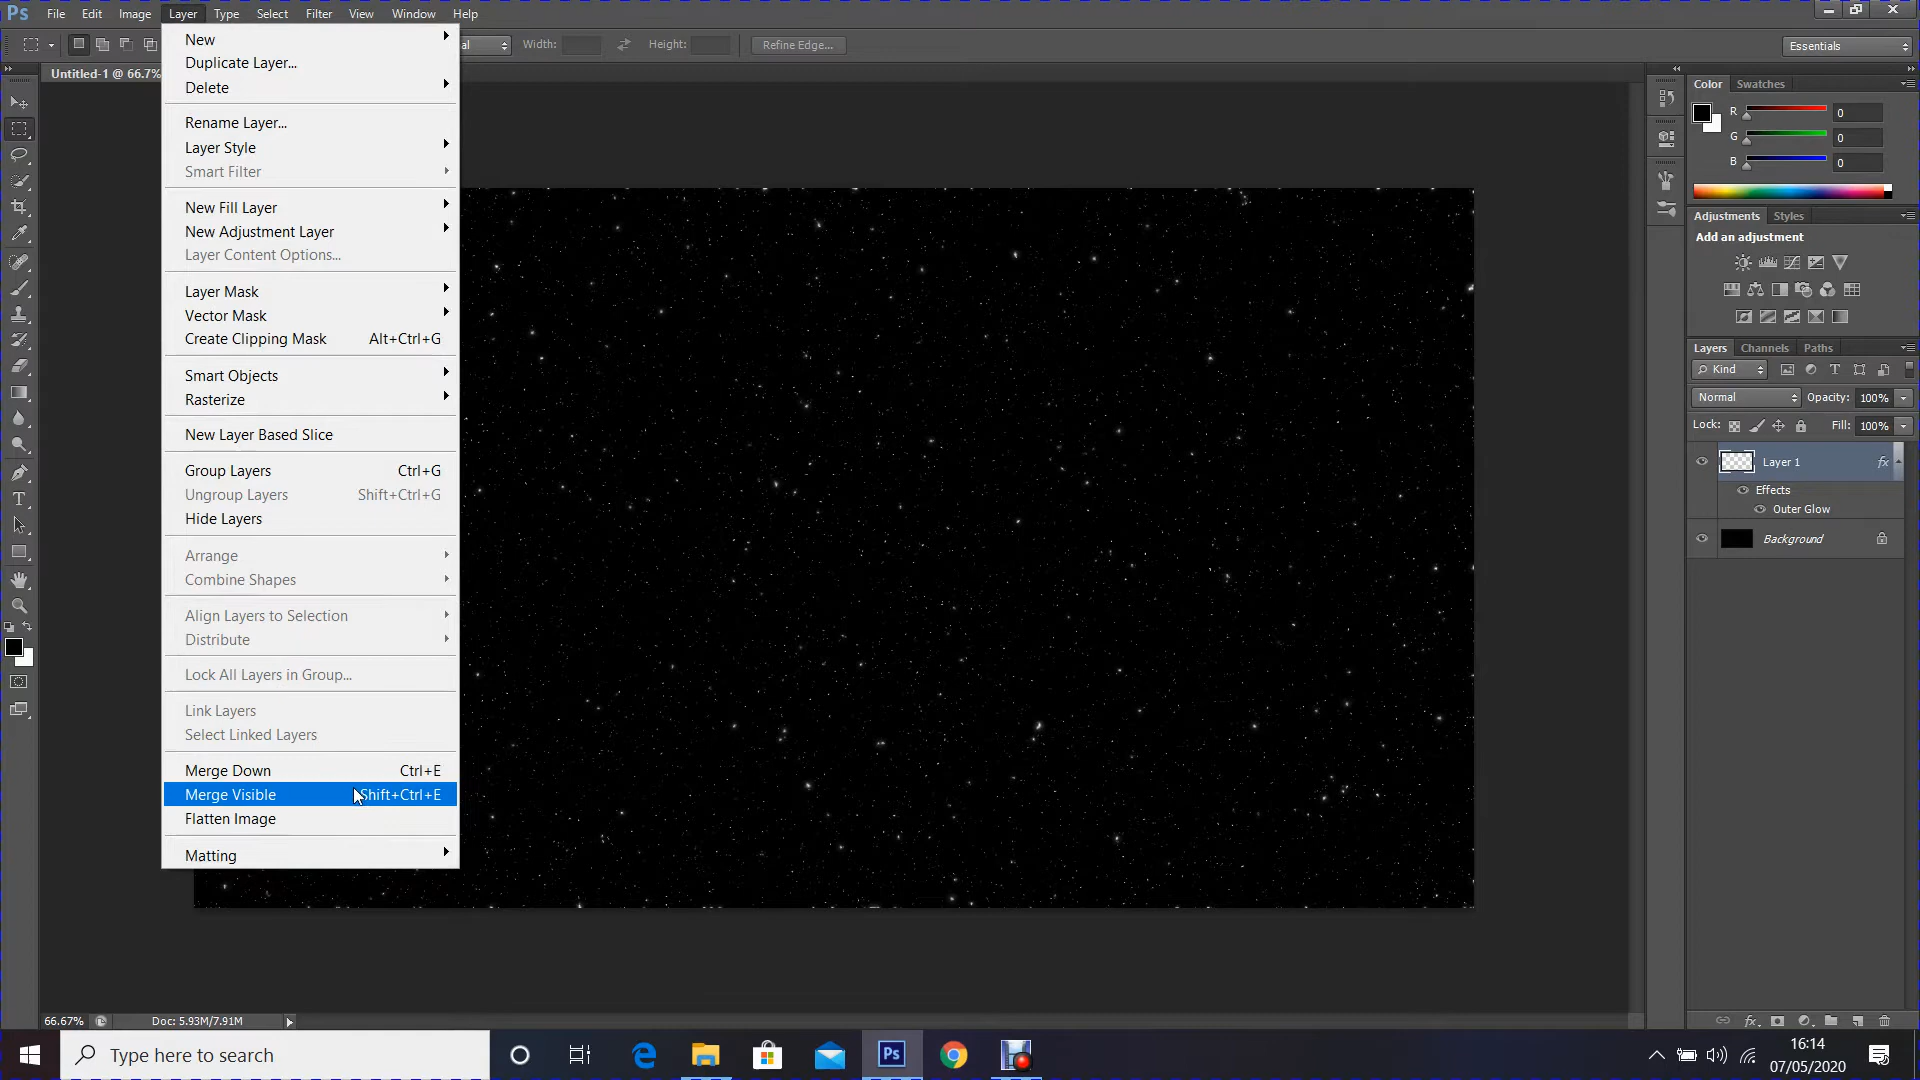 Ps File Edit Image Layer Type Select Filter View Window Help
al Width: Height: Refine Edge... Essentials
Untitled-1 @ 66.7%
New
Duplicate Layer...
Delete
Rename Layer...
Layer Style
Smart Filter
New Fill Layer
New Adjustment Layer
Layer Content Options...
Layer Mask
Vector Mask
Create Clipping Mask Alt+Ctrl+G
Smart Objects
Rasterize
New Layer Based Slice
Group Layers Ctrl+G
Ungroup Layers Shift+Ctrl+G
Hide Layers
Arrange
Combine Shapes
Align Layers to Selection
Distribute
Lock All Layers in Group...
Link Layers
Select Linked Layers
Merge Down Ctrl+E
Merge Visible Shift+Ctrl+E
Flatten Image
Matting
Color Swatches
R 0
G 0
B 0
Adjustments Styles
Add an adjustment
Layers Channels Paths
Kind
Normal Opacity: 100%
Lock: Fill: 100%
Layer 1 fx
Effects
Outer Glow
Background
66.67% Doc: 5.93M/7.91M
fx
Type here to search
Ps
16:14
07/05/2020